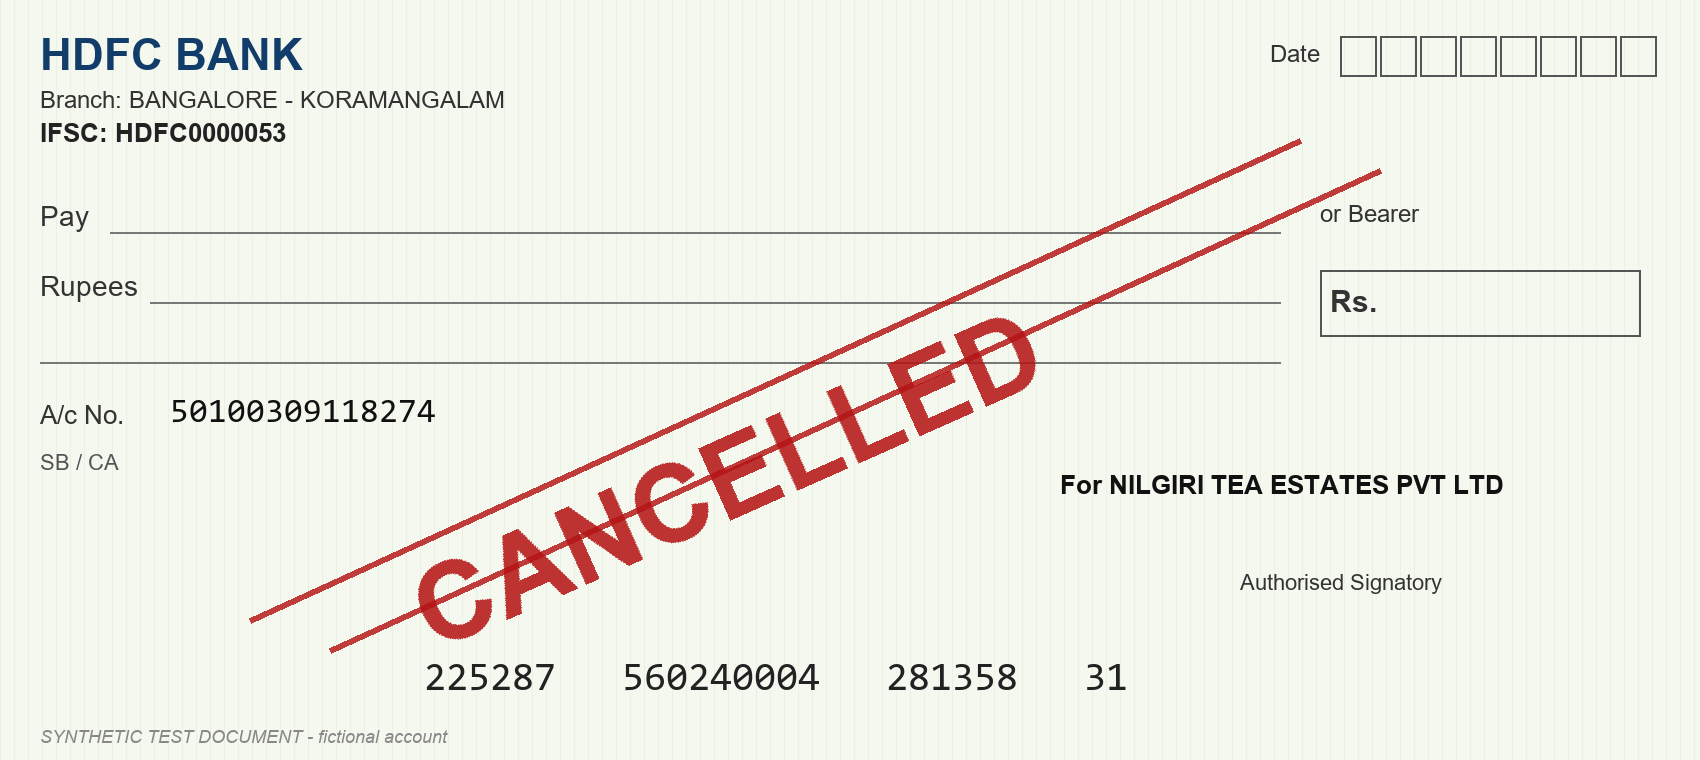 HDFC BANK
Date
Branch: BANGALORE - KORAMANGALAM
IFSC: HDFC0000053
Pay
or Bearer
Rupees
Rs.
A/c No. 50100309118274
SB / CA
CANCELLED
For NILGIRI TEA ESTATES PVT LTD
Authorised Signatory
225287 560240004 281358 31
SYNTHETIC TEST DOCUMENT - fictional account